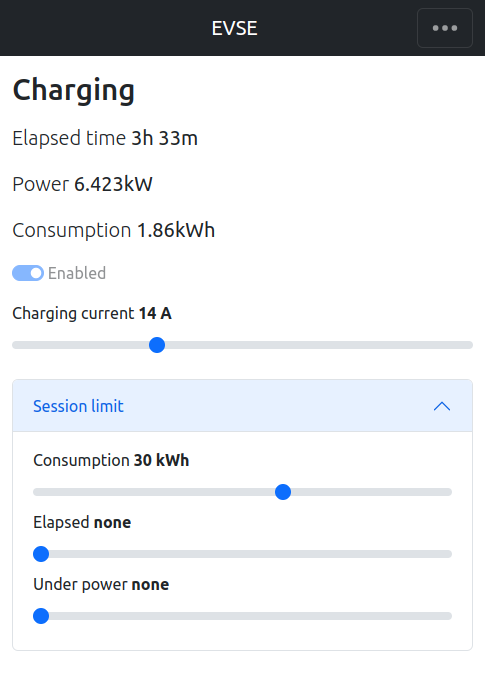 EVSE
Charging
Elapsed time 3h 33m
Power 6.423kW
Consumption 1.86kWh
Enabled
Charging current 14 A
Session limit
Consumption 30 kWh
Elapsed none
Under power none